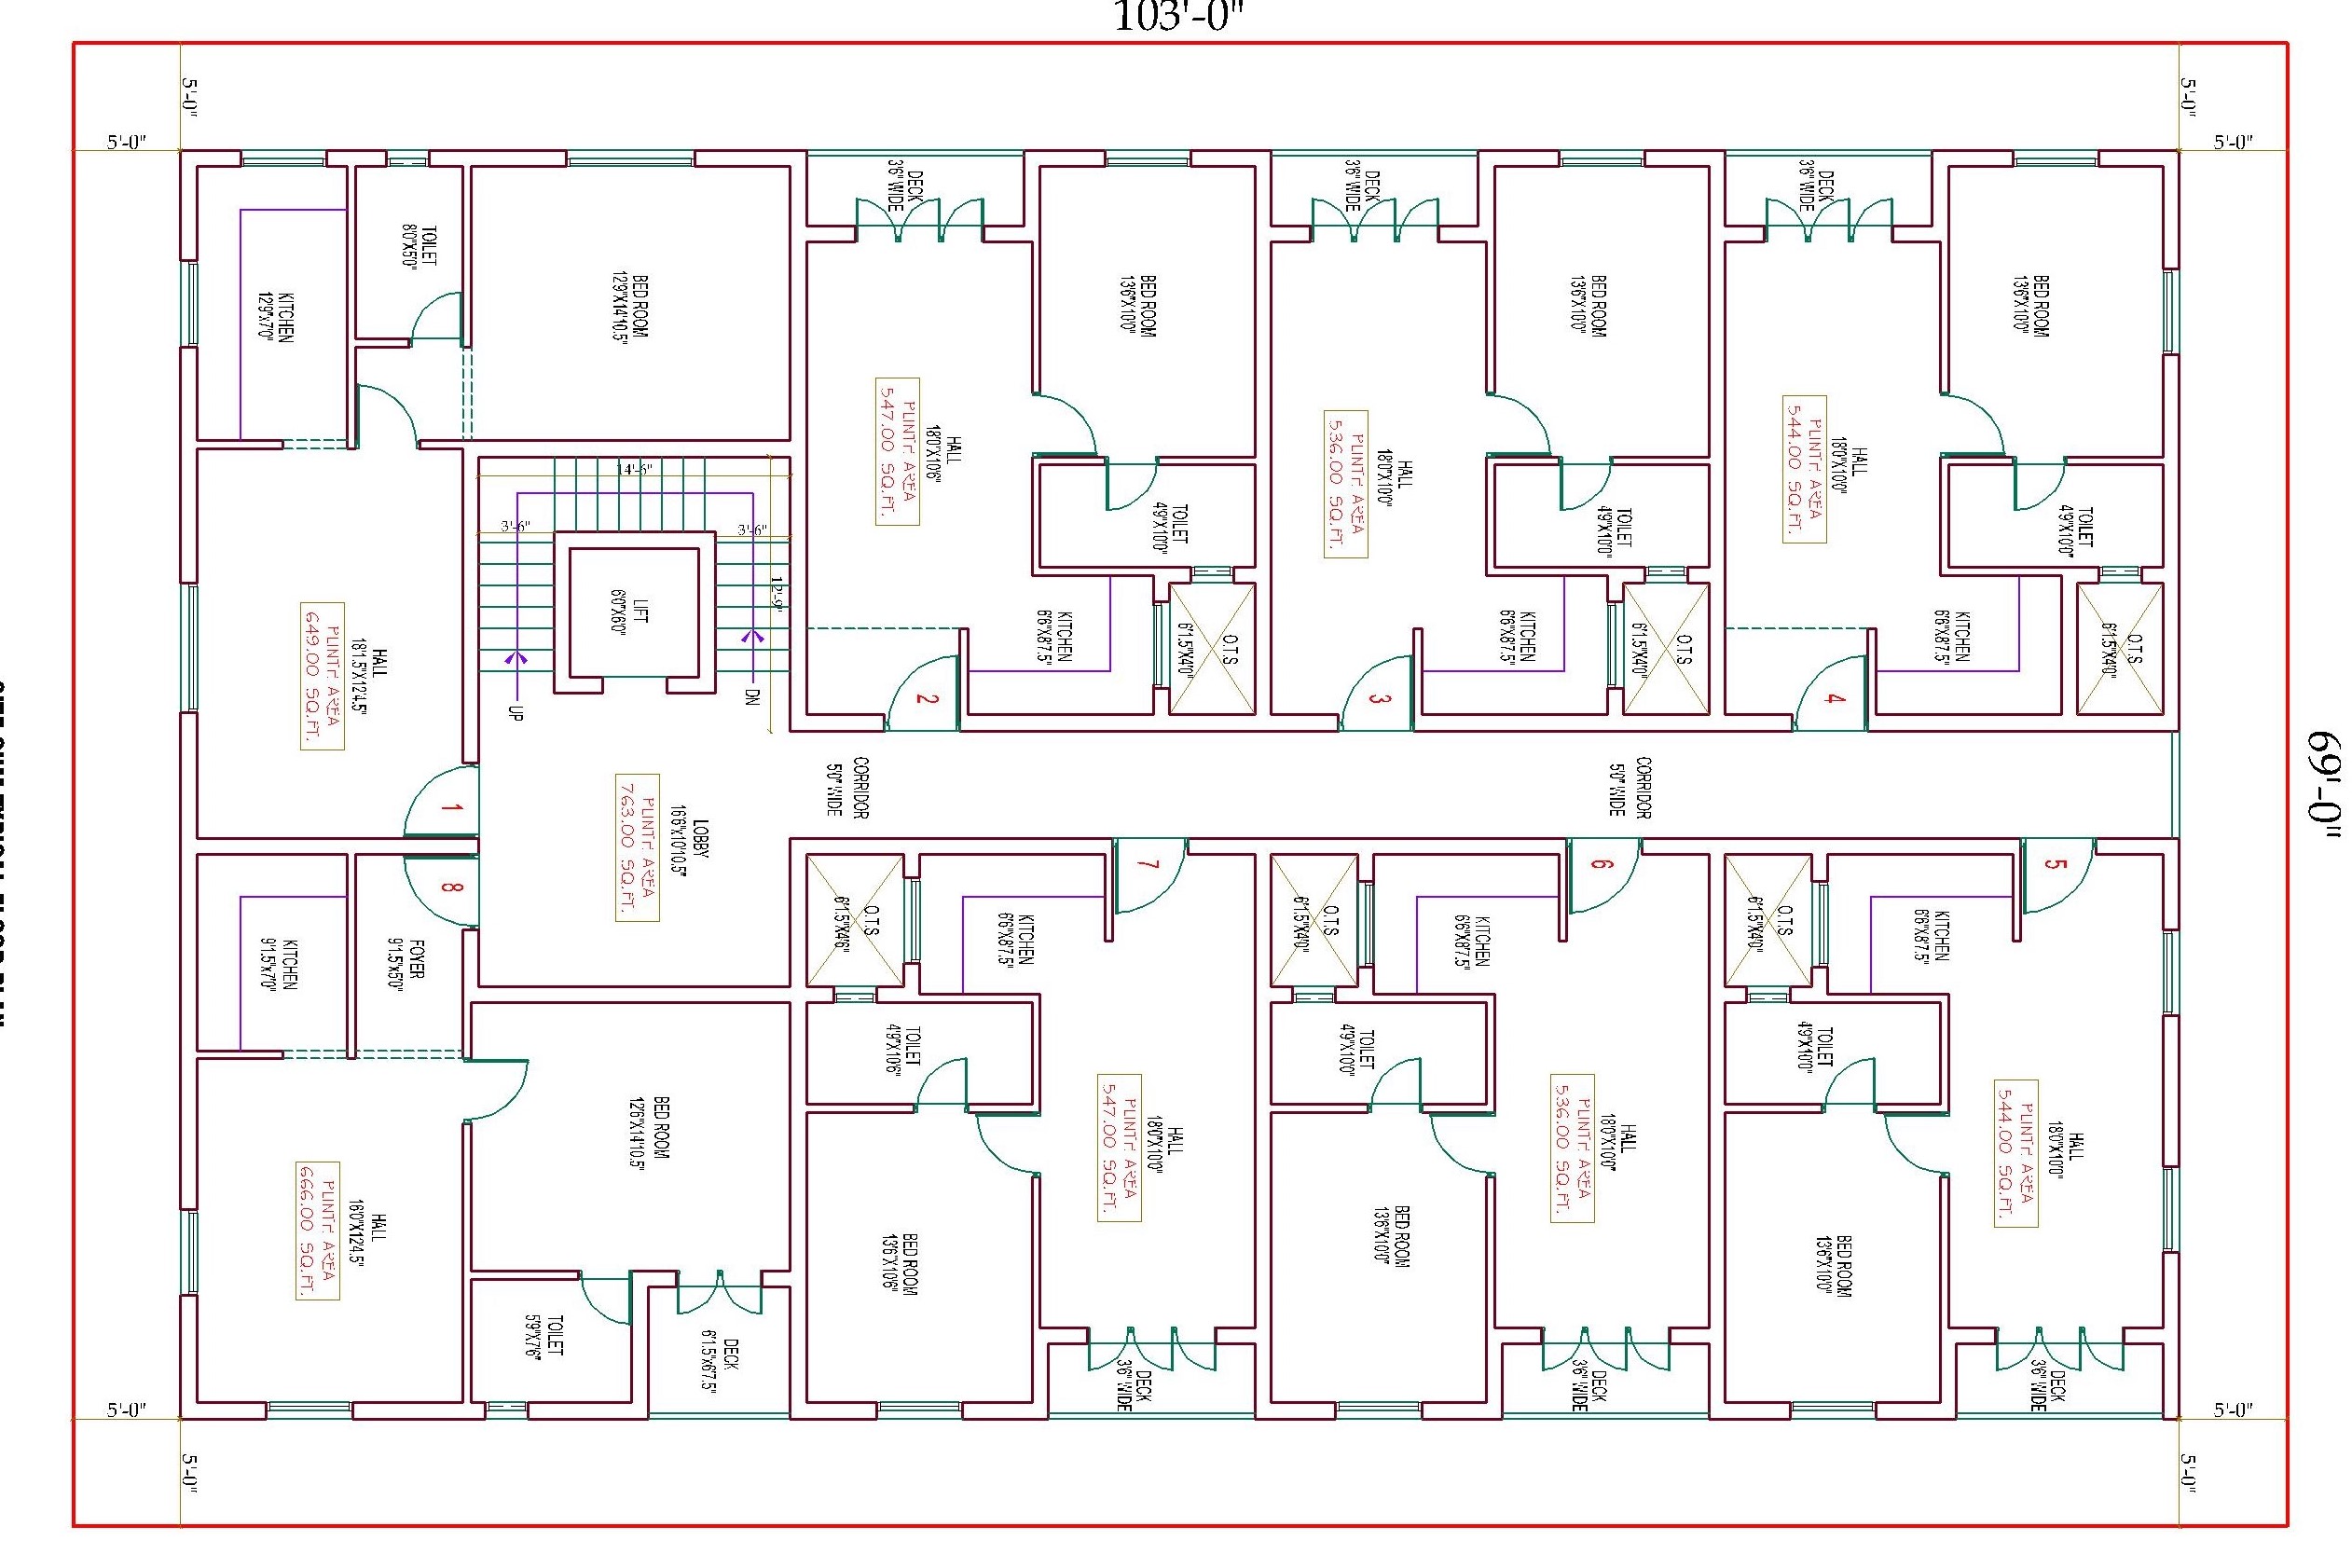 103'-0"
69'-0"
5'-0"
5'-0"
5'-0"
5'-0"
KITCHEN
12'9"x7'0"
TOILET
8'0"X5'0"
BED ROOM
12'9"X14'10.5"
DECK
3'6" WIDE
BED ROOM
13'6"X10'0"
DECK
3'6" WIDE
BED ROOM
13'6"X10'0"
DECK
3'6" WIDE
BED ROOM
13'6"X10'0"
HALL
18'1.5"X12'4.5"
PLINTH AREA
649.00 SQ.FT.
14'-6"
3'-6"
3'-6"
12'-9"
LIFT
6'0"X6'0"
UP
DN
HALL
18'0"X10'6"
PLINTH AREA
547.00 SQ.FT.
TOILET
4'9"X10'0"
KITCHEN
6'6"X8'7.5"
O.T.S
6'1.5"X4'0"
HALL
18'0"X10'0"
PLINTH AREA
536.00 SQ.FT.
TOILET
4'9"X10'0"
KITCHEN
6'6"X8'7.5"
O.T.S
6'1.5"X4'0"
HALL
18'0"X10'0"
PLINTH AREA
544.00 SQ.FT.
TOILET
4'9"X10'0"
KITCHEN
6'6"X8'7.5"
O.T.S
6'1.5"X4'0"
1
2
3
4
LOBBY
16'6"x10'10.5"
PLINTH AREA
763.00 SQ.FT.
CORRIDOR
5'0" WIDE
CORRIDOR
5'0" WIDE
8
7
6
5
KITCHEN
9'1.5"x7'0"
FOYER
9'1.5"x5'0"
O.T.S
6'1.5"X4'6"
KITCHEN
6'6"X8'7.5"
O.T.S
6'1.5"X4'0"
KITCHEN
6'6"X8'7.5"
O.T.S
6'1.5"X4'0"
KITCHEN
6'6"X8'7.5"
HALL
16'0"X12'4.5"
PLINTH AREA
666.00 SQ.FT.
BED ROOM
12'6"X14'10.5"
TOILET
5'9"X7'6"
DECK
6'1.5"x6'7.5"
TOILET
4'9"X10'6"
BED ROOM
13'6"X10'6"
HALL
18'0"X10'0"
PLINTH AREA
547.00 SQ.FT.
DECK
3'6" WIDE
TOILET
4'9"X10'0"
BED ROOM
13'6"X10'0"
HALL
18'0"X10'0"
PLINTH AREA
536.00 SQ.FT.
DECK
3'6" WIDE
TOILET
4'9"X10'0"
BED ROOM
13'6"X10'0"
HALL
18'0"X10'0"
PLINTH AREA
544.00 SQ.FT.
DECK
3'6" WIDE
5'-0"
5'-0"
5'-0"
5'-0"